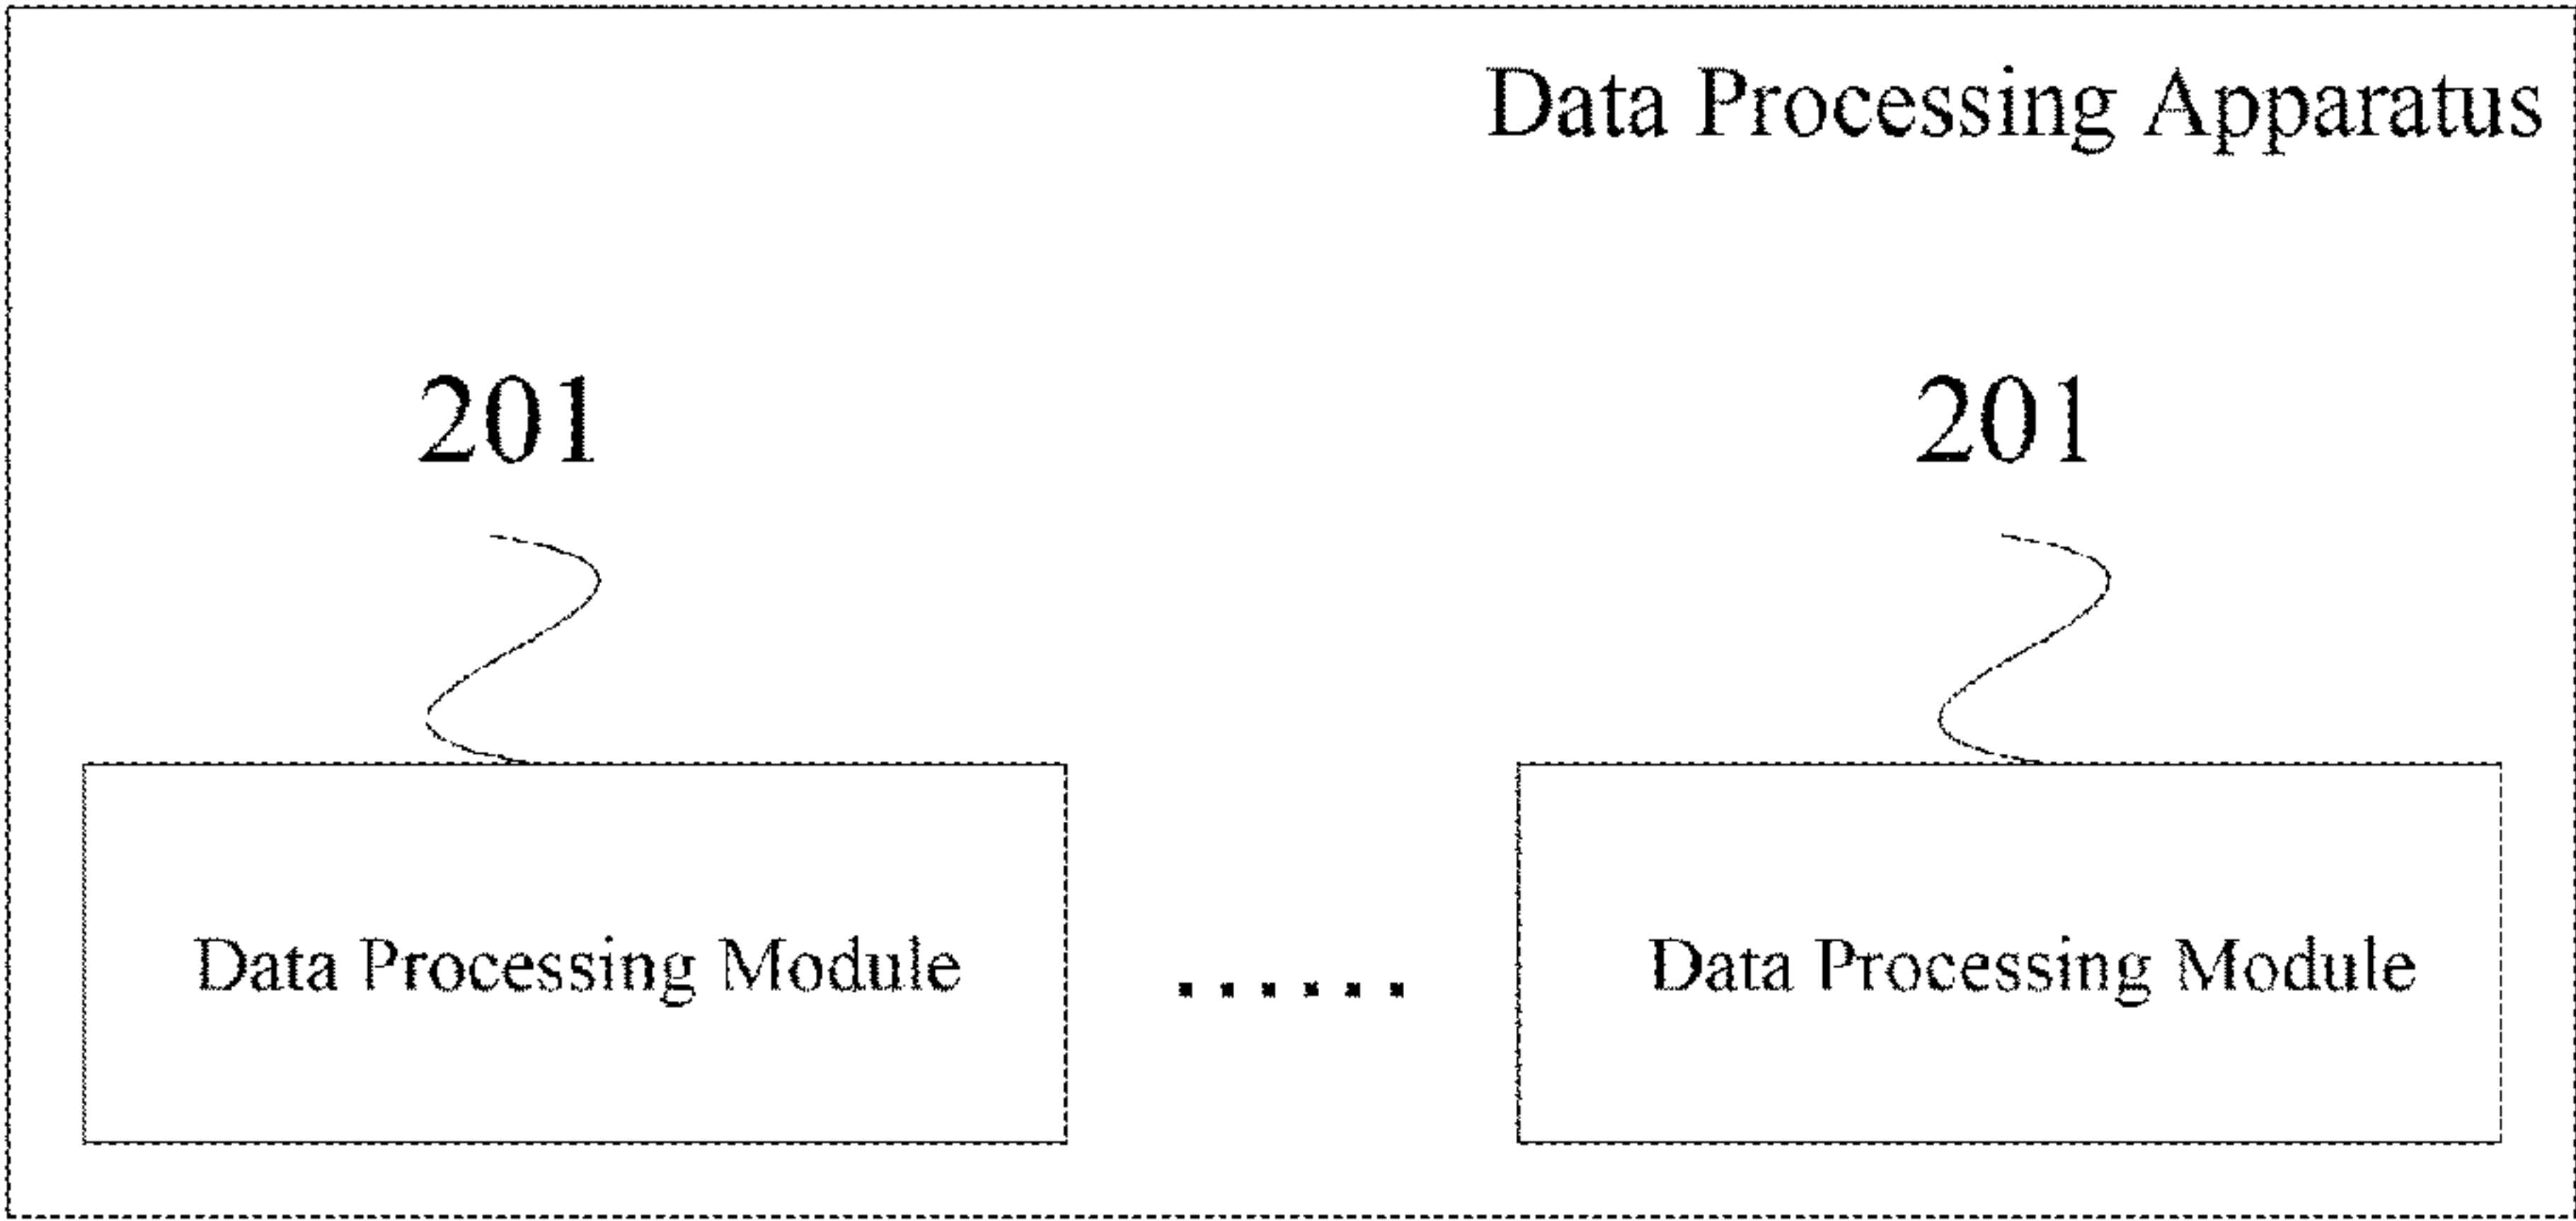 Data Processing Apparatus
201 201
Data Processing Module ...... Data Processing Module